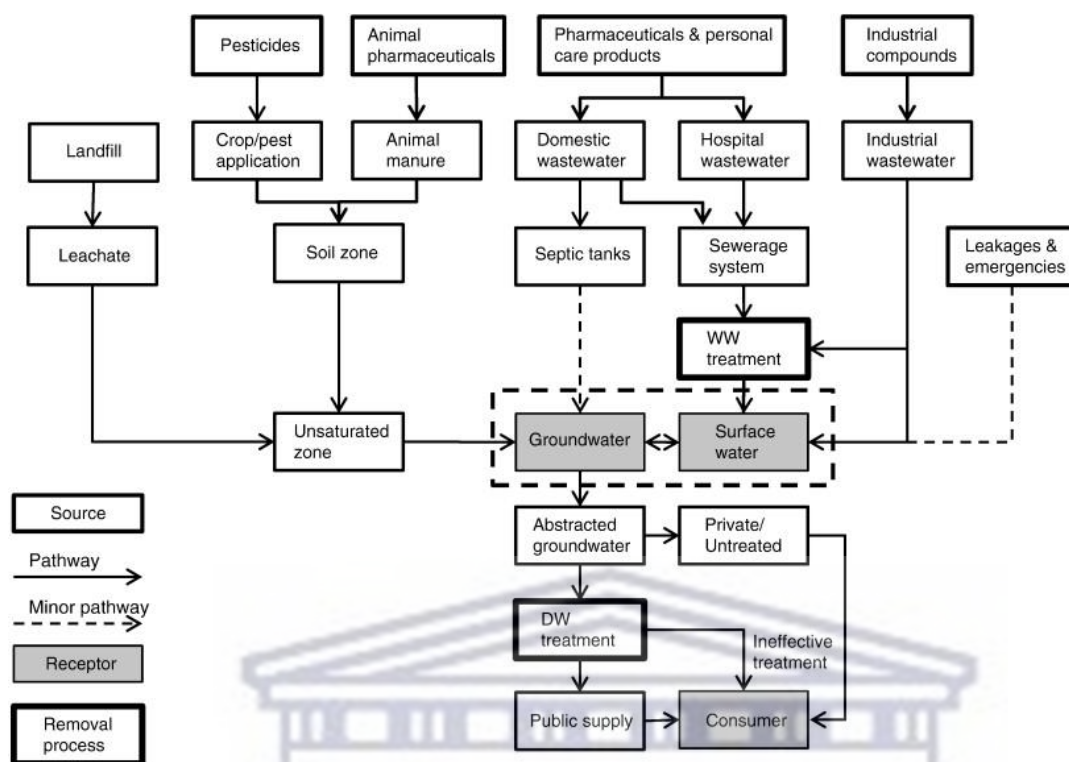 Pesticides
Animal
pharmaceuticals
Pharmaceuticals & personal
care products
Industrial
compounds
Landfill
Crop/pest
application
Animal
manure
Domestic
wastewater
Hospital
wastewater
Industrial
wastewater
Leachate
Soil zone
Septic tanks
Sewerage
system
Leakages &
emergencies
WW
treatment
Unsaturated
zone
Groundwater
Surface
water
Source
Pathway
Minor pathway
Receptor
Removal
process
Abstracted
groundwater
Private/
Untreated
DW
treatment
Ineffective
treatment
Public supply
Consumer